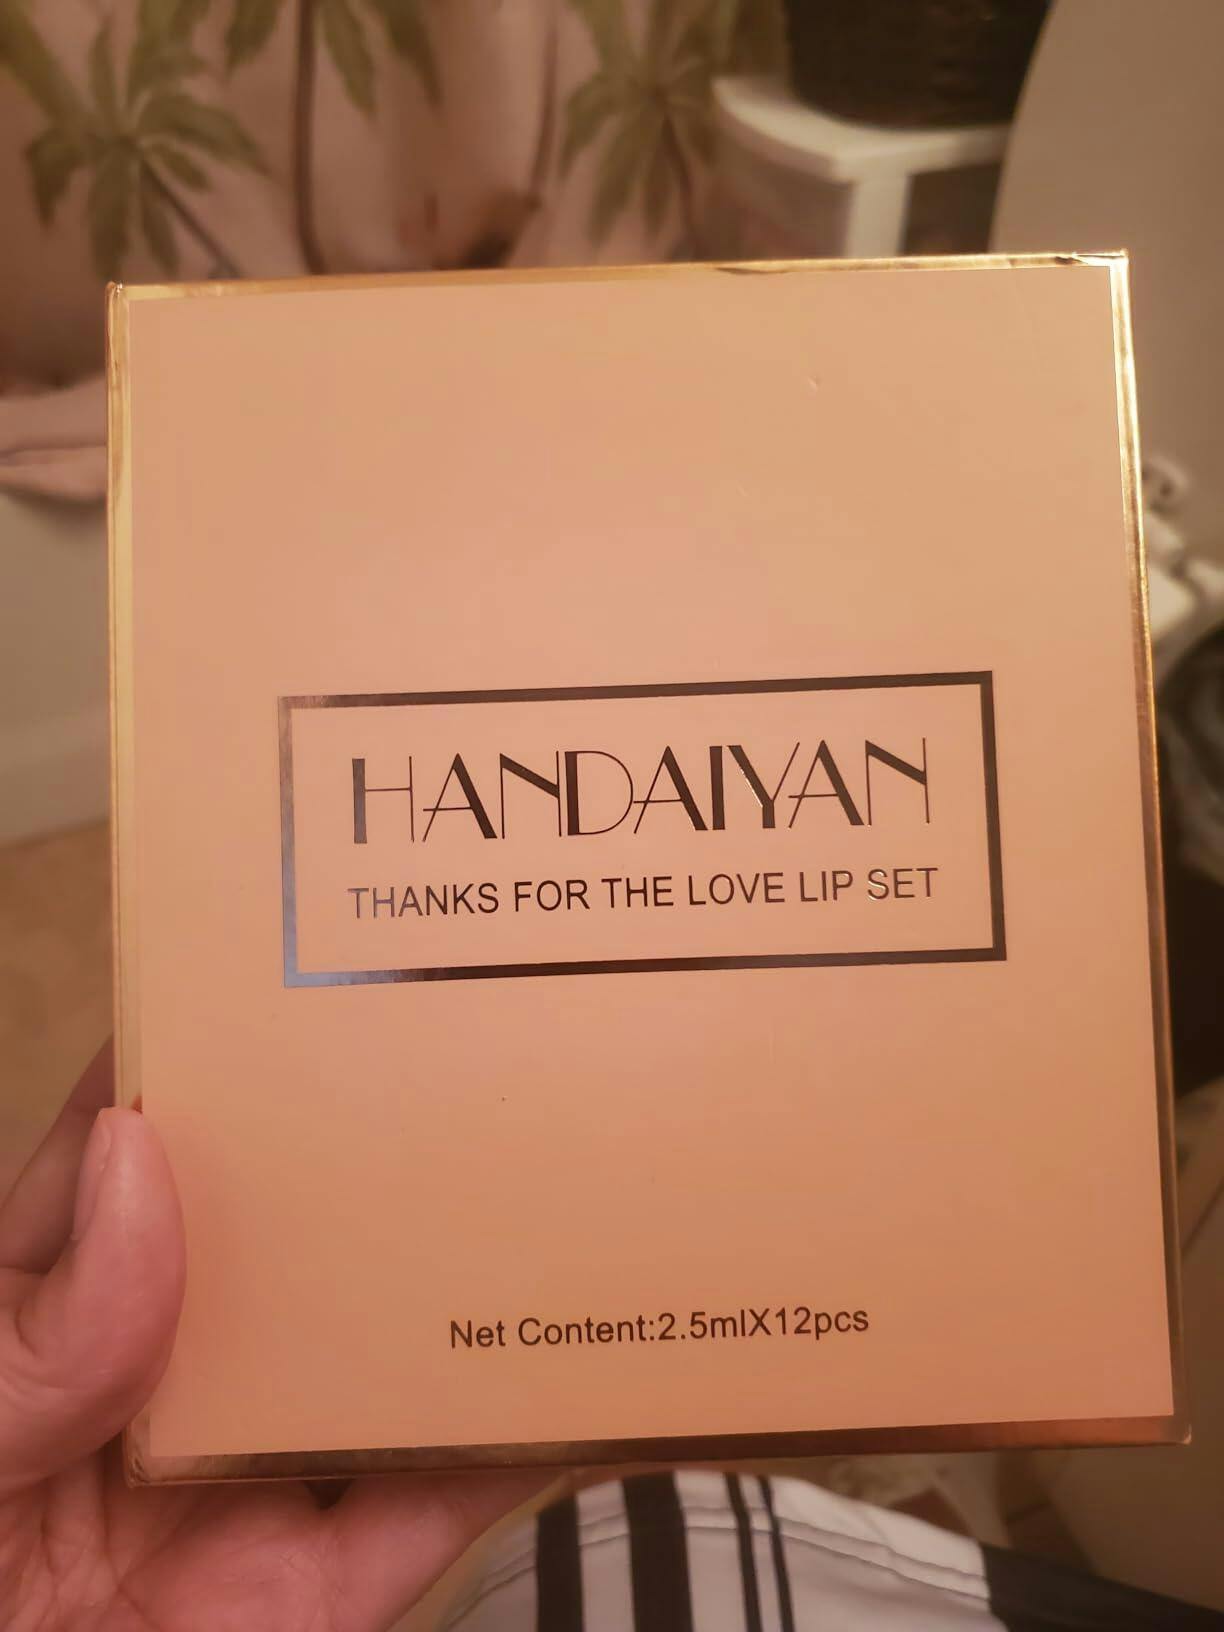 HANDAIYAN
THANKS FOR THE LOVE LIP SET
Net Content:2.5mlX12pcs